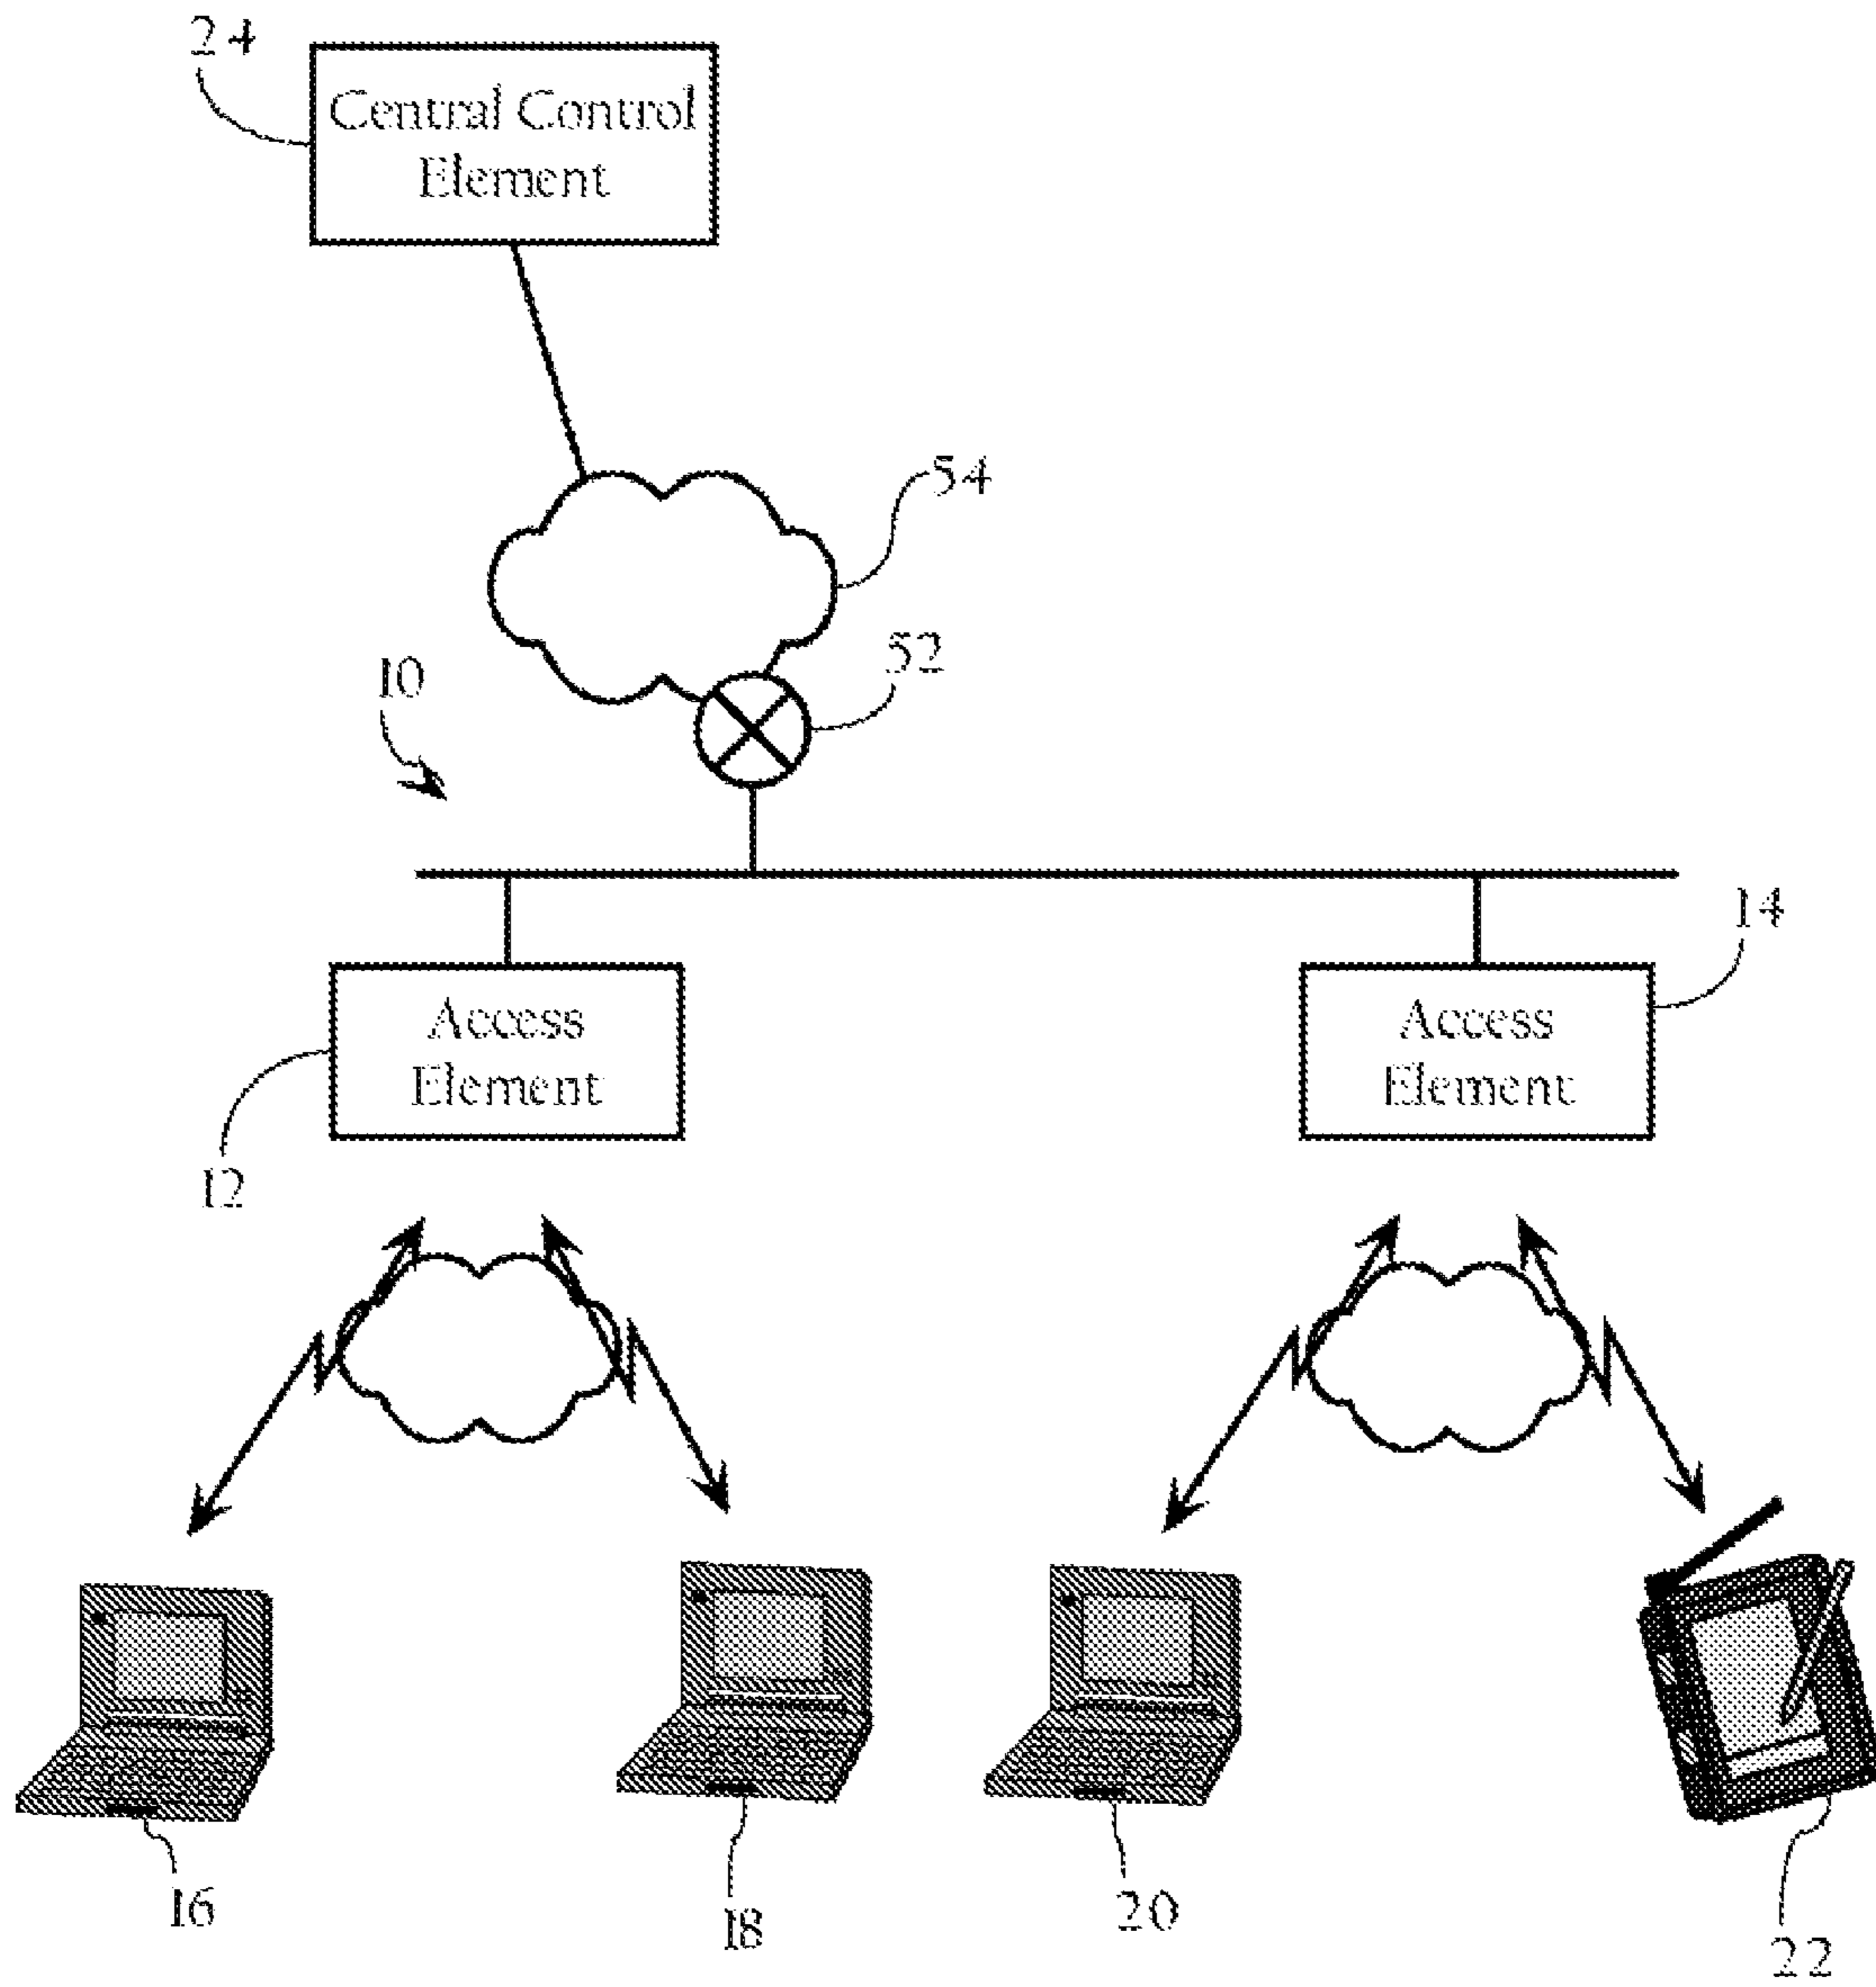 24
Central Control
Element
54
52
10
14
Access
Element
Access
Element
12
16
18
20
22